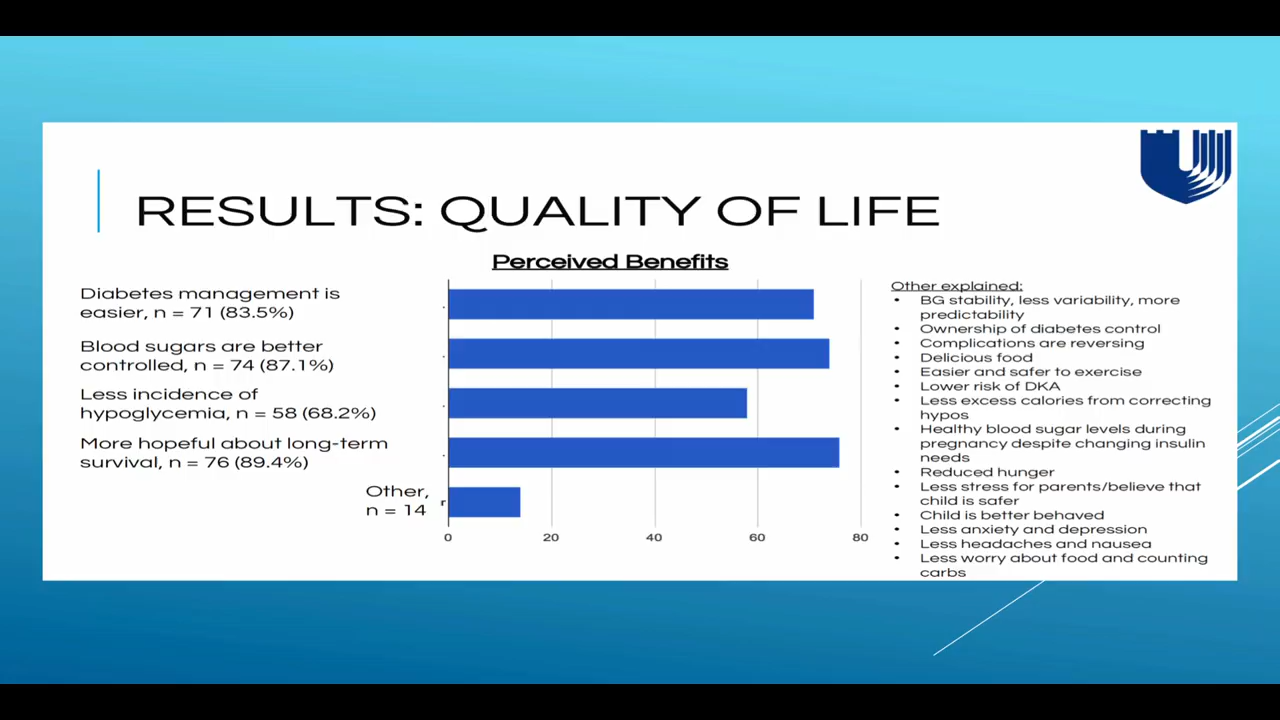 RESULTS: QUALITY OF LIFE
Perceived Benefits
Diabetes management is
easier, n = 71 (83.5%)
Blood sugars are better
controlled, n = 74 (87.1%)
Less incidence of
hypoglycemia, n = 58 (68.2%)
More hopeful about long-term
survival, n = 76 (89.4%)
Other,
n = 14
0 20 40 60 80
Other explained:
• BG stability, less variability, more
predictability
• Ownership of diabetes control
• Complications are reversing
• Delicious food
• Easier and safer to exercise
• Lower risk of DKA
• Less excess calories from correcting
hypos
• Healthy blood sugar levels during
pregnancy despite changing insulin
needs
• Reduced hunger
• Less stress for parents/believe that
child is safer
• Child is better behaved
• Less anxiety and depression
• Less headaches and nausea
• Less worry about food and counting
carbs